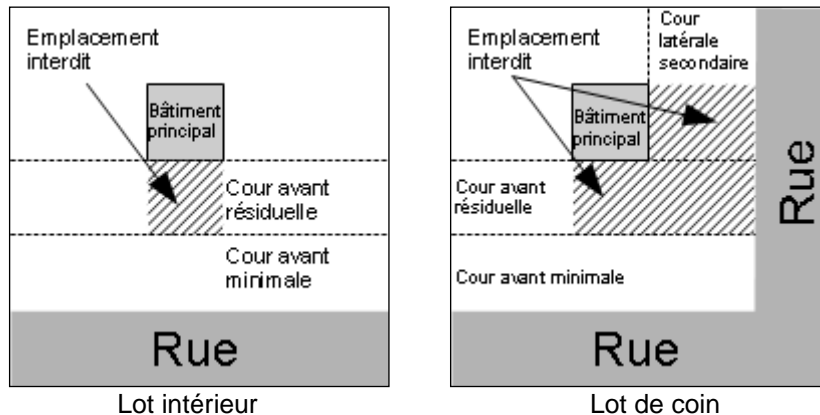 Emplacement
interdit
Bâtiment
principal
Cour avant
résiduelle
Cour avant
minimale
Rue
Lot intérieur
Emplacement
interdit
Cour
latérale
secondaire
Bâtiment
principal
Cour avant
résiduelle
Cour avant minimale
Rue
Rue
Lot de coin